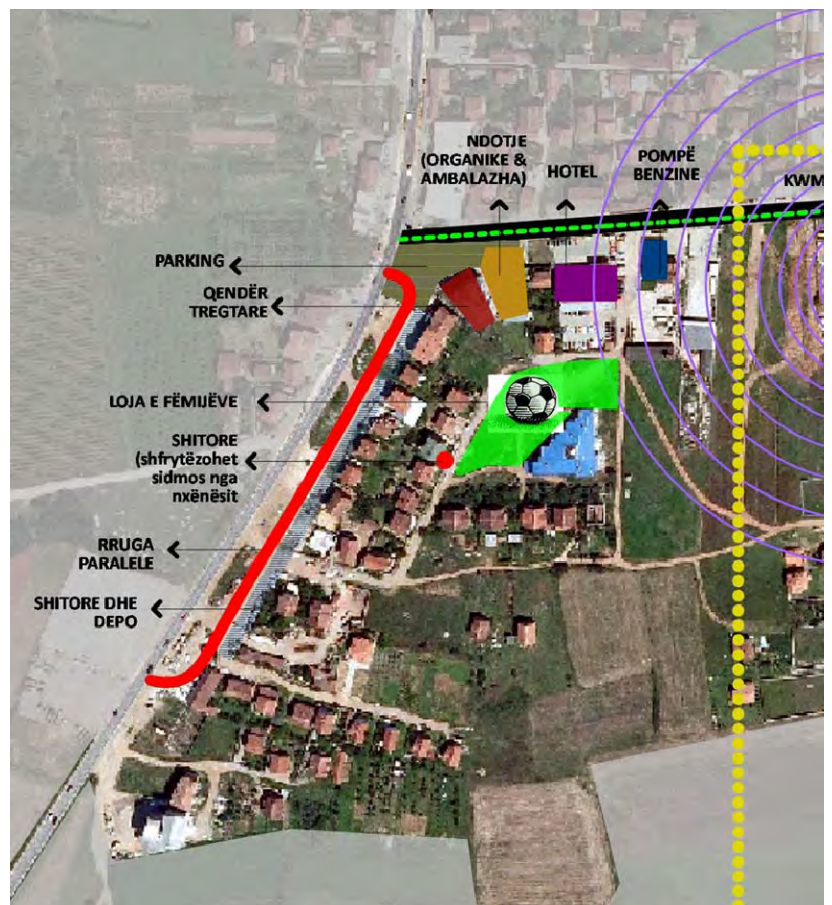 NDOTJE
(ORGANIKE &
AMBALAZHA)
HOTEL
POMPË
BENZINE
KWM
PARKING
QENDËR
TREGTARE
LOJA E FËMIJËVE
SHITORE
(shfrytëzohet
sidmos nga
nxënësit
RRUGA
PARALELE
SHITORE DHE
DEPO